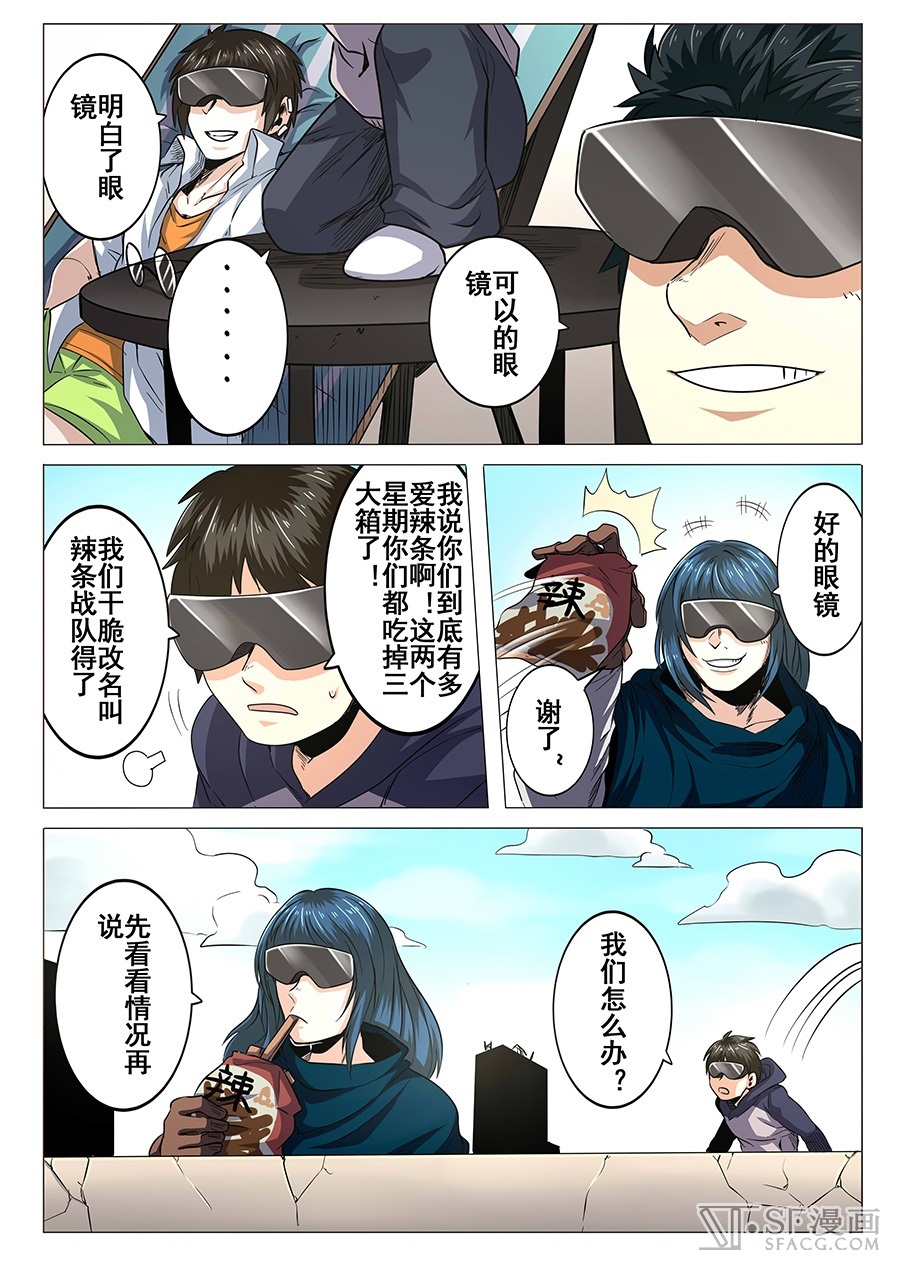 可以的眼
镜
······
明白了眼
镜
好的眼镜
辣
谢了~
我说你们到底有多
爱辣条啊！这两个
星期你们都吃掉三
大箱了！
我们干脆改名叫
辣条战队得了
我们怎么办？
先看看情况再
说
辣
SF漫画
SFACG.COM